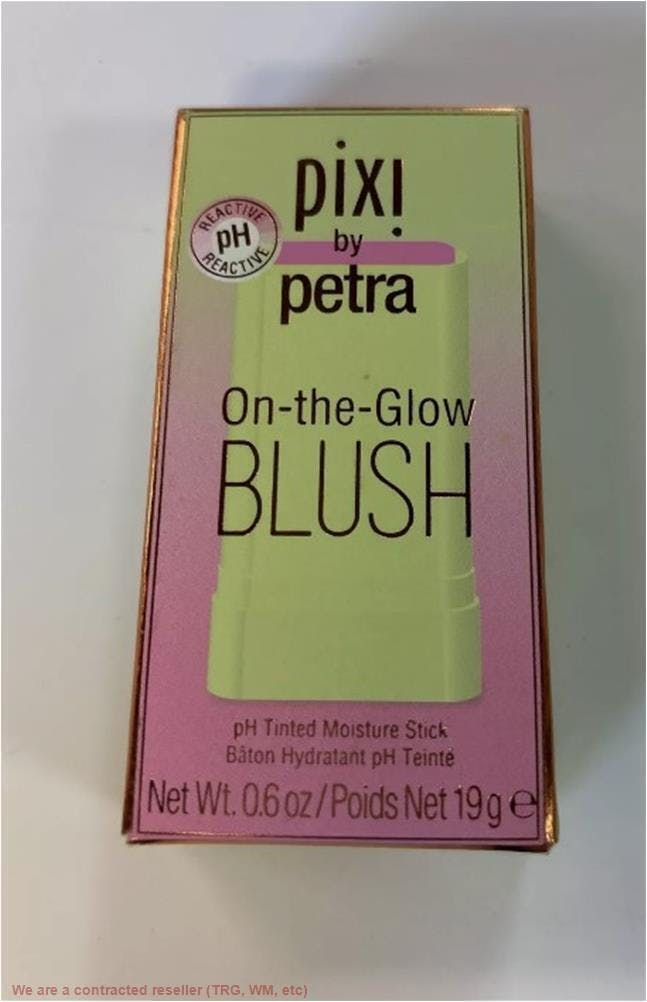 pixi
by
petra
REACTIVE
pH
REACTIVE
On-the-Glow
BLUSH
pH Tinted Moisture Stick
Bâton Hydratant pH Teinté
Net Wt. 0.6 oz/Poids Net 19 g ℮
We are a contracted reseller (TRG, WM, etc)